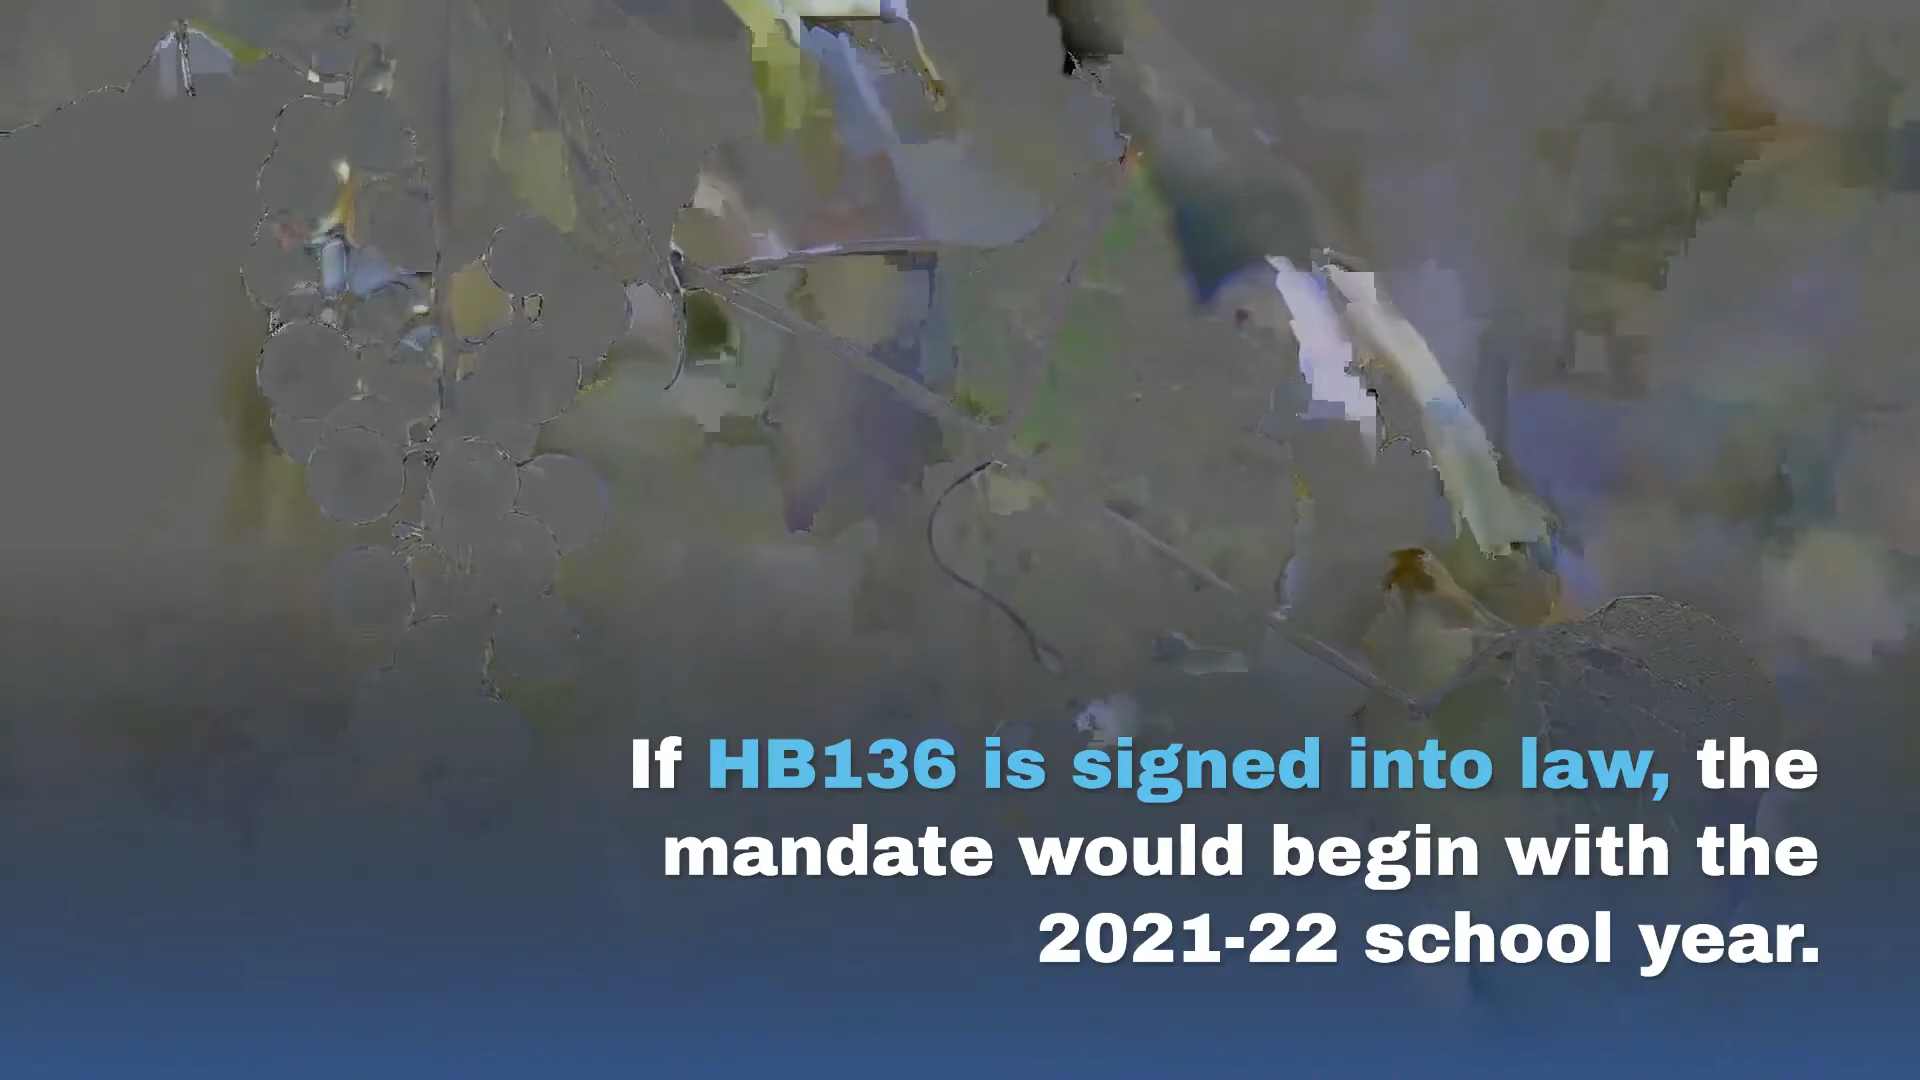 If HB136 is signed into law, the
mandate would begin with the
2021-22 school year.